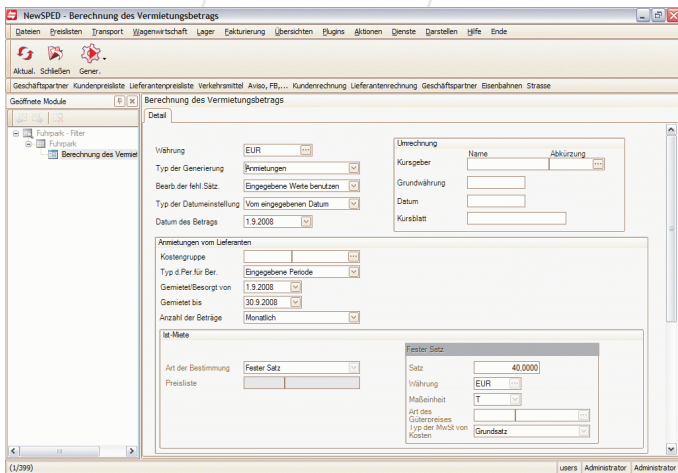 NewSPED - Berechnung des Vermietungsbetrags
Dateien Preislisten Transport Wagenwirtschaft Lager Fakturierung Übersichten Plugins Aktionen Dienste Darstellen Hilfe Ende
Aktual. Schließen Gener.
Geschäftspartner Kundenpreisliste Lieferantenpreisliste Verkehrsmittel Aviso, FB,... Kundenrechnung Lieferantenrechnung Geschäftspartner Eisenbahnen Strasse
Geöffnete Module
Berechnung des Vermietungsbetrags
Detail
Fuhrpark - Filter
Fuhrpark
Berechnung des Vermiet
Währung EUR
Typ der Generierung Anmietungen
Bearb.der fehl.Sätz. Eingegebene Werte benutzen
Typ der Datumeinstellung Vom eingegebenen Datum
Datum des Betrags 1.9.2008
Umrechnung
Name Abkürzung
Kursgeber
Grundwährung
Datum
Kursblatt
Anmietungen vom Lieferanten
Kostengruppe
Typ d.Per.für Ber. Eingegebene Periode
Gemietet/Besorgt von 1.9.2008
Gemietet bis 30.9.2008
Anzahl der Beträge Monatlich
Ist-Miete
Art der Bestimmung Fester Satz
Preisliste
Fester Satz
Satz 40,0000
Währung EUR
Maßeinheit T
Art des
Güterpreises
Typ der MwSt von
Kosten Grundsatz
(1/399) users Administrator Administrator